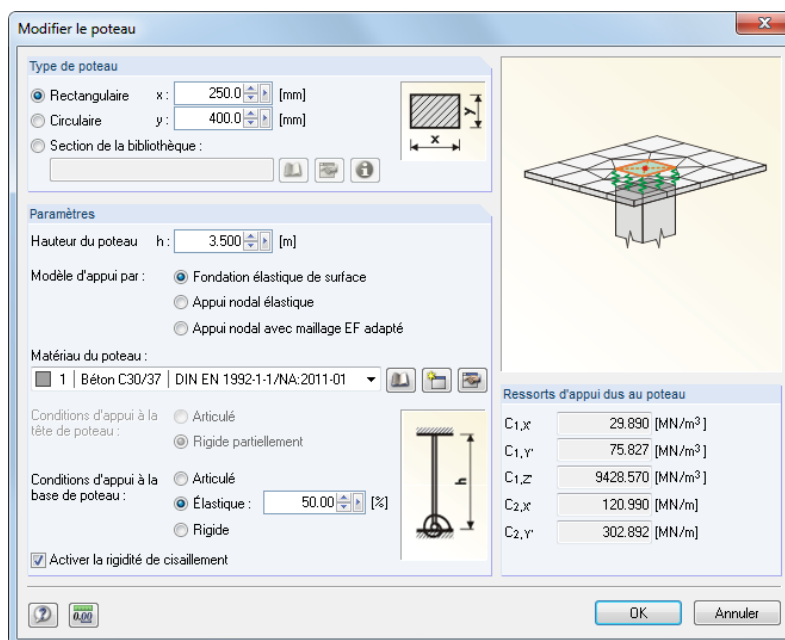 Modifier le poteau
Type de poteau
Rectangulaire x : 250.0 [mm]
Circulaire y : 400.0 [mm]
Section de la bibliothèque :
y
x
Paramètres
Hauteur du poteau h : 3.500 [m]
Modèle d'appui par : Fondation élastique de surface
Appui nodal élastique
Appui nodal avec maillage EF adapté
Matériau du poteau :
1 | Béton C30/37 | DIN EN 1992-1-1/NA:2011-01
Conditions d'appui à la
tête de poteau :
Articulé
Rigide partiellement
Conditions d'appui à la
base de poteau :
Articulé
Élastique : 50.00 [%]
Rigide
h
Activer la rigidité de cisaillement
Ressorts d'appui dus au poteau
C1,X' 29.890 [MN/m³]
C1,Y' 75.827 [MN/m³]
C1,Z' 9428.570 [MN/m³]
C2,X' 120.990 [MN/m]
C2,Y' 302.892 [MN/m]
0.00
OK
Annuler